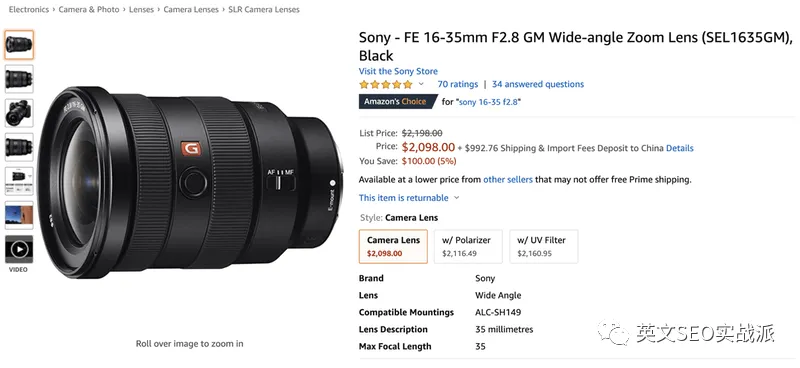 Electronics › Camera & Photo › Lenses › Camera Lenses › SLR Camera Lenses
Sony - FE 16-35mm F2.8 GM Wide-angle Zoom Lens (SEL1635GM),
Black
Visit the Sony Store
70 ratings | 34 answered questions
Amazon's Choice for "sony 16-35 f2.8"
List Price: $2,198.00
Price: $2,098.00 + $992.76 Shipping & Import Fees Deposit to China Details
You Save: $100.00 (5%)
Available at a lower price from other sellers that may not offer free Prime shipping.
This item is returnable
Style: Camera Lens
Camera Lens w/ Polarizer w/ UV Filter
$2,098.00 $2,116.49 $2,160.95
Brand Sony
Lens Wide Angle
Compatible Mountings ALC-SH149
Lens Description 35 millimetres
Max Focal Length 35
G
AF MF
E-mount
VIDEO
Roll over image to zoom in
英文SEO实战派